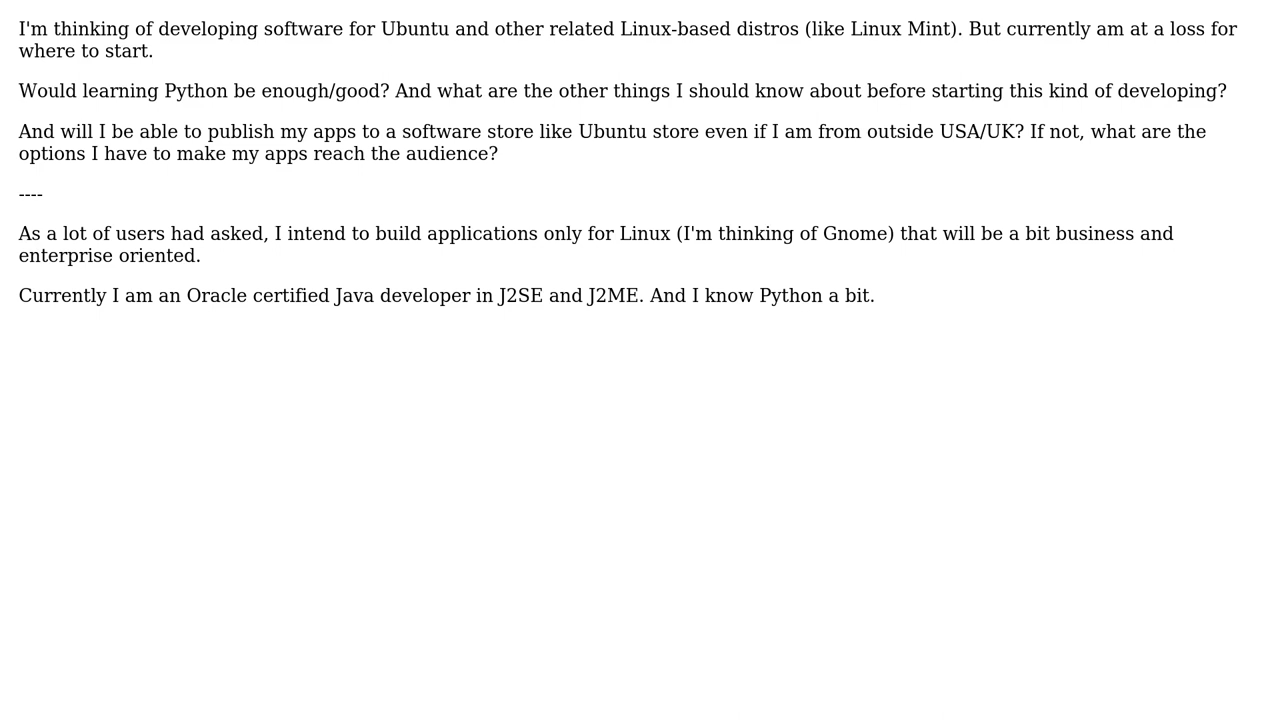 I'm thinking of developing software for Ubuntu and other related Linux-based distros (like Linux Mint). But currently am at a loss for
where to start.
Would learning Python be enough/good? And what are the other things I should know about before starting this kind of developing?
And will I be able to publish my apps to a software store like Ubuntu store even if I am from outside USA/UK? If not, what are the
options I have to make my apps reach the audience?
----
As a lot of users had asked, I intend to build applications only for Linux (I'm thinking of Gnome) that will be a bit business and
enterprise oriented.
Currently I am an Oracle certified Java developer in J2SE and J2ME. And I know Python a bit.